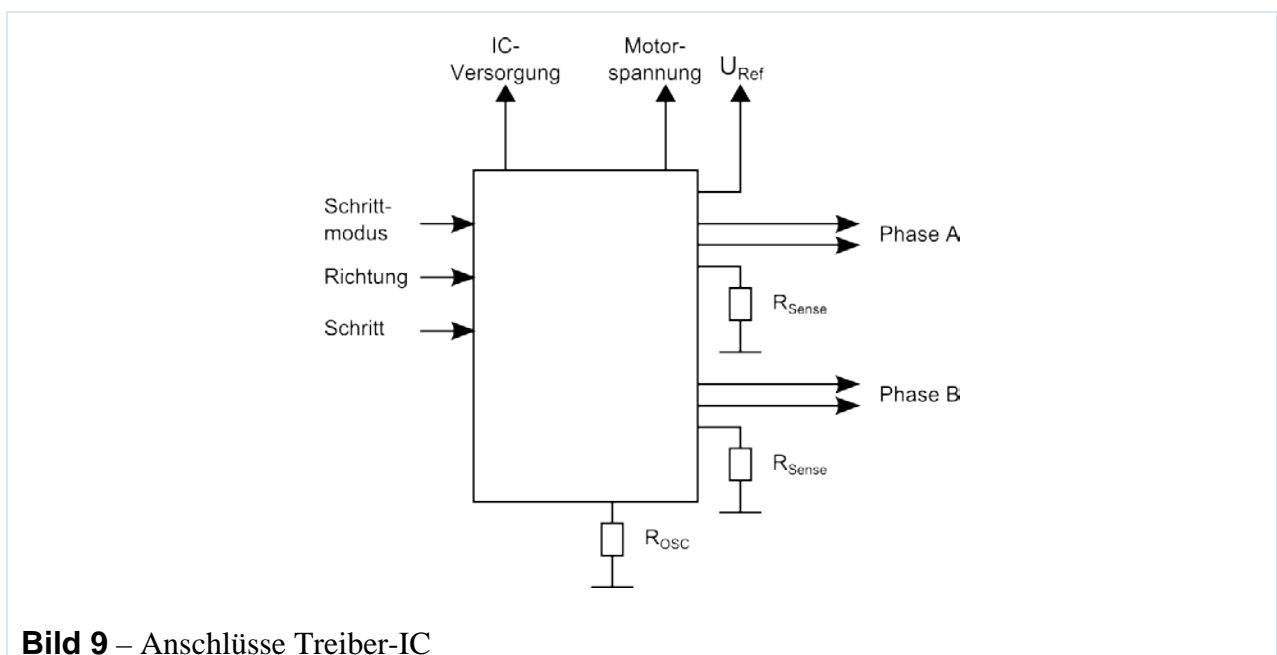 IC-
Versorgung
Motor-
spannung
URef
Schritt-
modus
Richtung
Schritt
Phase A
RSense
Phase B
RSense
ROSC
Bild 9 – Anschlüsse Treiber-IC